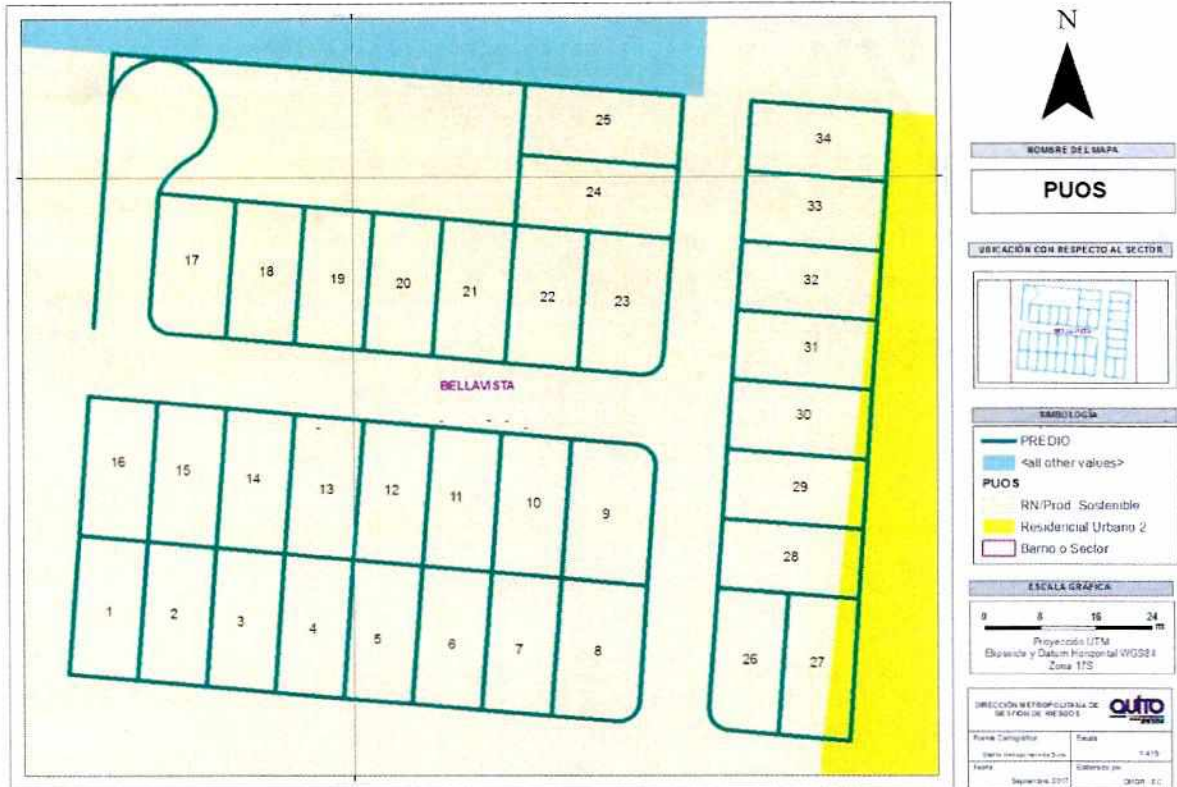 N
NOMBRE DEL MAPA
PUOS
UBICACIÓN CON RESPECTO AL SECTOR
SIMBOLOGÍA
PREDIO
<all other values>
PUOS
RN/Prod. Sostenible
Residencial Urbano 2
Barrio o Sector
ESCALA GRÁFICA
0 8 16 24
m
Proyección UTM
Elipsoide y Datum Horizontal WGS84
Zona 17S
DIRECCIÓN METROPOLITANA DE
GESTIÓN DE RIESGOS
QUITO
Escala
Fecha
Septiembre 2017
Elaborado por
25
34
24
33
17
18
19
20
21
22
23
32
31
BELLAVISTA
30
16
15
14
13
12
11
10
9
29
28
1
2
3
4
5
6
7
8
26
27